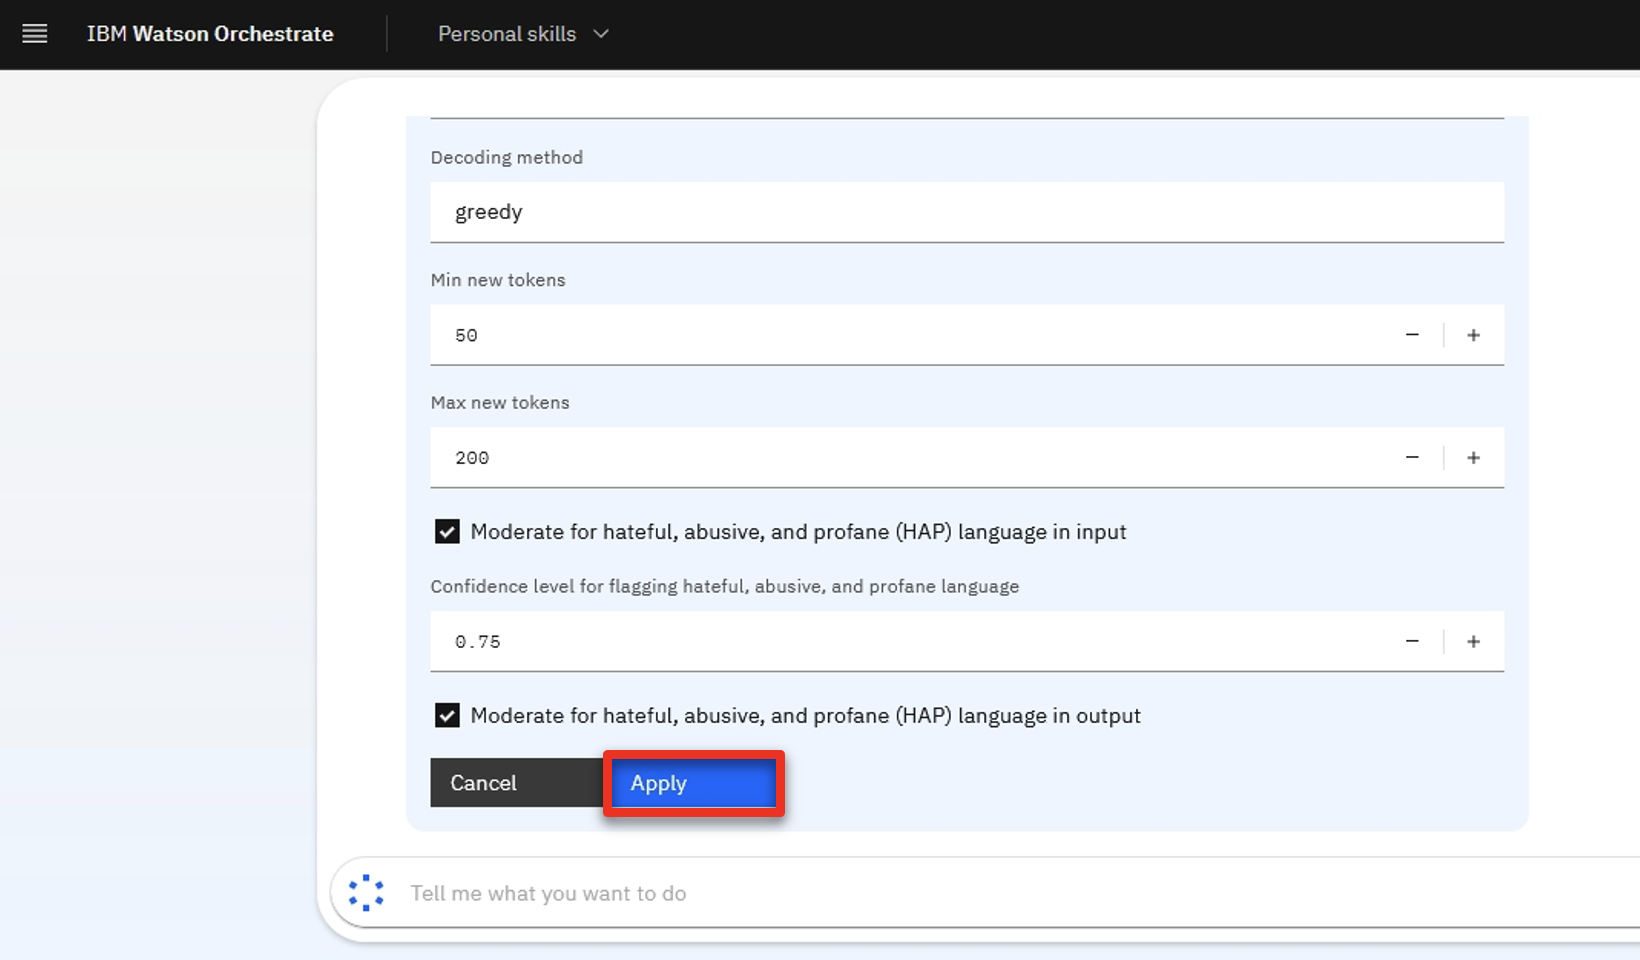 IBM Watson Orchestrate
Personal skills
Decoding method
greedy
Min new tokens
50
Max new tokens
200
Moderate for hateful, abusive, and profane (HAP) language in input
Confidence level for flagging hateful, abusive, and profane language
0.75
Moderate for hateful, abusive, and profane (HAP) language in output
Cancel
Apply
Tell me what you want to do